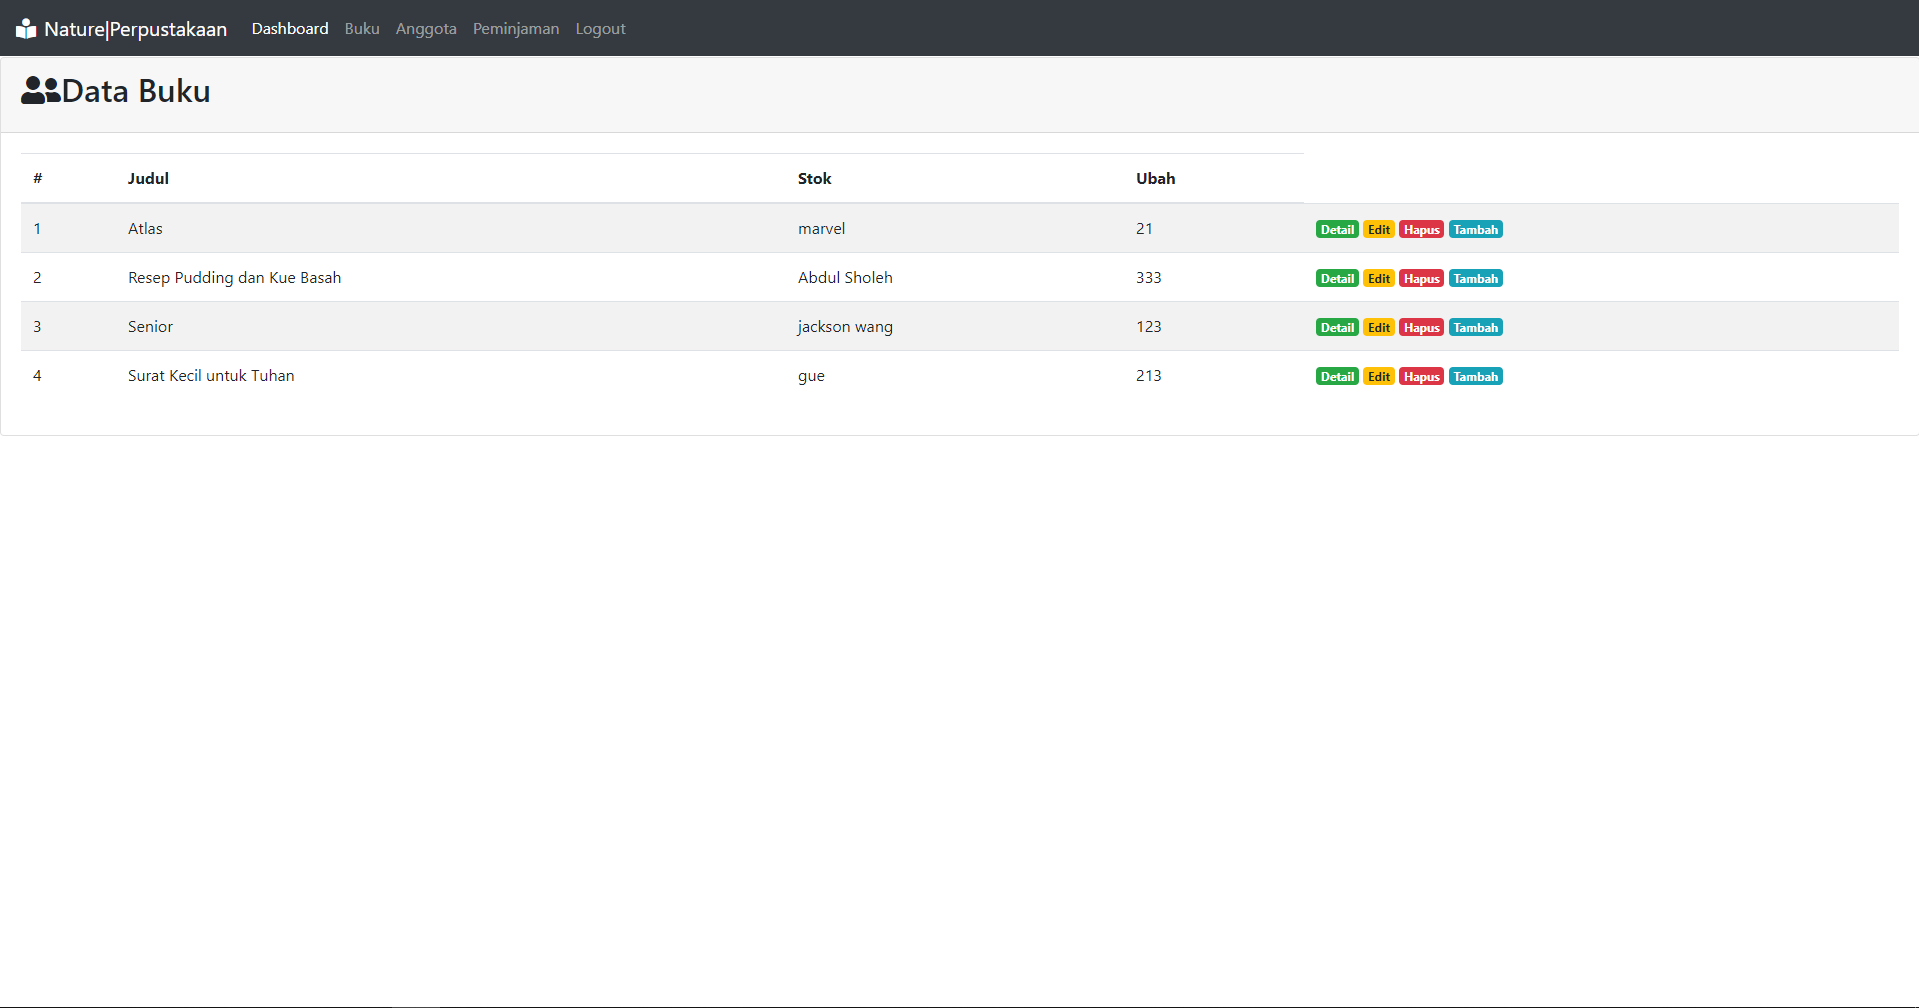 Nature|Perpustakaan Dashboard Buku Anggota Peminjaman Logout
Data Buku
# Judul Stok Ubah
1 Atlas marvel 21 Detail Edit Hapus Tambah
2 Resep Pudding dan Kue Basah Abdul Sholeh 333 Detail Edit Hapus Tambah
3 Senior jackson wang 123 Detail Edit Hapus Tambah
4 Surat Kecil untuk Tuhan gue 213 Detail Edit Hapus Tambah